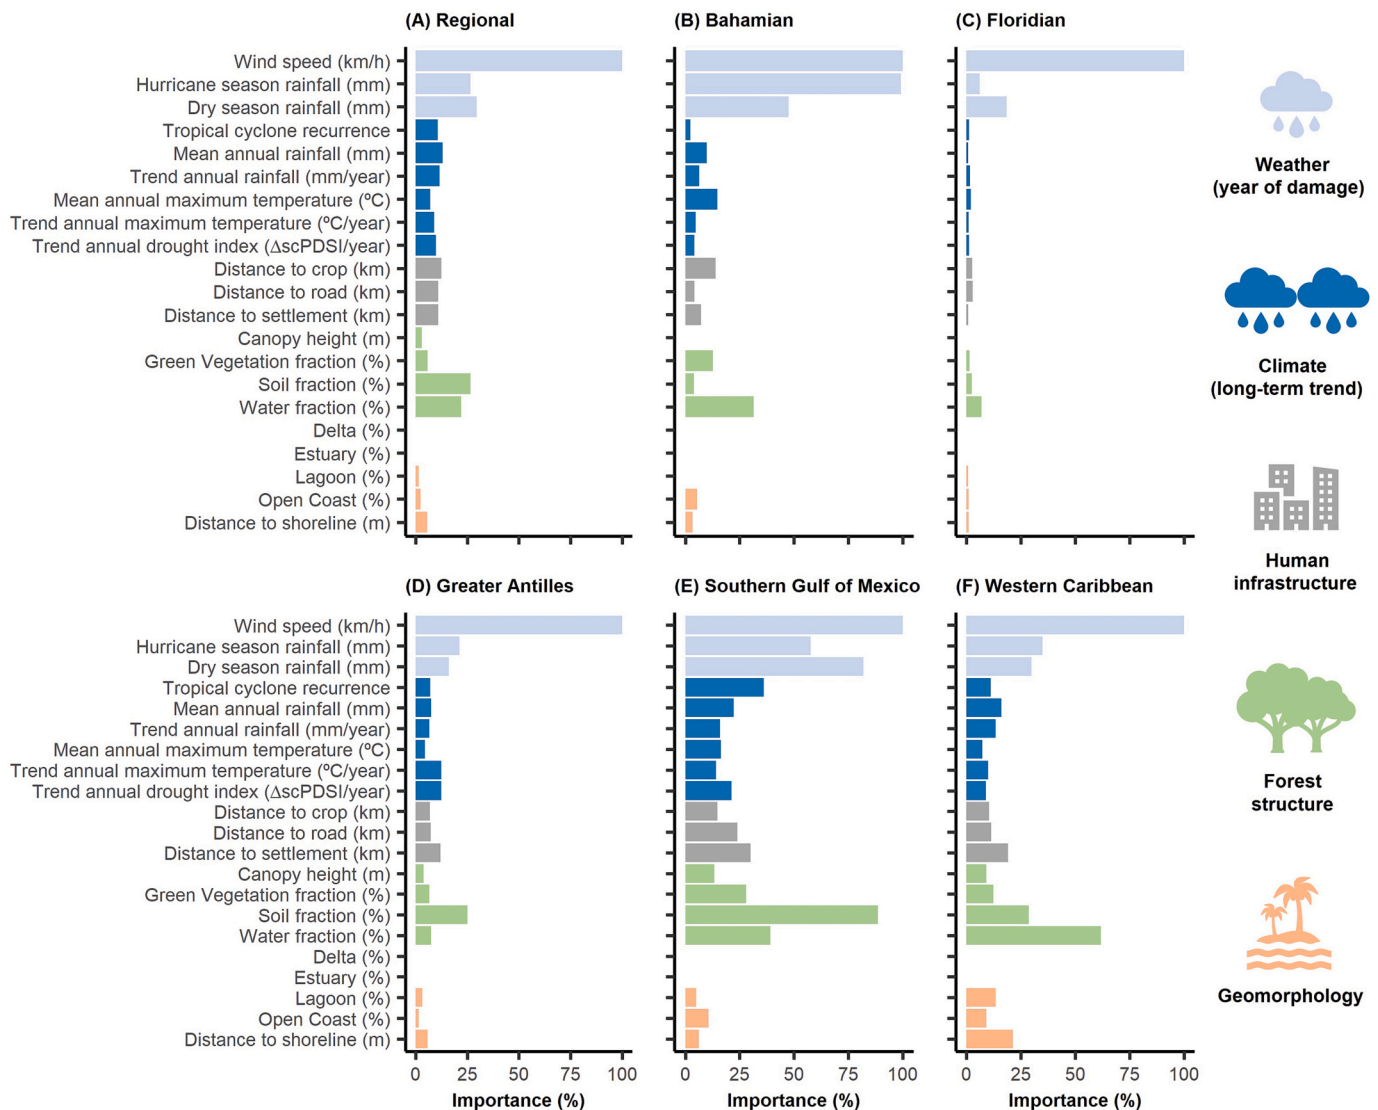 (A) Regional
(B) Bahamian
(C) Floridian
Wind speed (km/h)
Hurricane season rainfall (mm)
Dry season rainfall (mm)
Tropical cyclone recurrence
Mean annual rainfall (mm)
Trend annual rainfall (mm/year)
Mean annual maximum temperature (ºC)
Trend annual maximum temperature (ºC/year)
Trend annual drought index (∆scPDSI/year)
Distance to crop (km)
Distance to road (km)
Distance to settlement (km)
Canopy height (m)
Green Vegetation fraction (%)
Soil fraction (%)
Water fraction (%)
Delta (%)
Estuary (%)
Lagoon (%)
Open Coast (%)
Distance to shoreline (m)
(D) Greater Antilles
(E) Southern Gulf of Mexico
(F) Western Caribbean
Wind speed (km/h)
Hurricane season rainfall (mm)
Dry season rainfall (mm)
Tropical cyclone recurrence
Mean annual rainfall (mm)
Trend annual rainfall (mm/year)
Mean annual maximum temperature (ºC)
Trend annual maximum temperature (ºC/year)
Trend annual drought index (∆scPDSI/year)
Distance to crop (km)
Distance to road (km)
Distance to settlement (km)
Canopy height (m)
Green Vegetation fraction (%)
Soil fraction (%)
Water fraction (%)
Delta (%)
Estuary (%)
Lagoon (%)
Open Coast (%)
Distance to shoreline (m)
0 25 50 75 100
0 25 50 75 100
0 25 50 75 100
Importance (%)
Importance (%)
Importance (%)
Weather
(year of damage)
Climate
(long-term trend)
Human
infrastructure
Forest
structure
Geomorphology